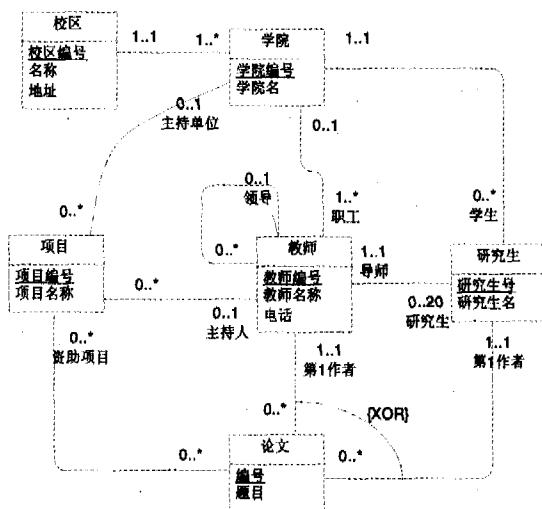 校区
校区编号
名称
地址
1..1
1..*
学院
学院编号
学院名
1..1
0..1
主持单位
0..1
0..1
领导
1..*
职工
0..*
学生
0..*
0..*
项目
项目编号
项目名称
0..*
0..1
主持人
教师
教师编号
教师名称
电话
1..1
导师
0..20
研究生
研究生
研究生号
研究生名
0..*
资助项目
1..1
第1作者
1..1
第1作者
0..*
{XOR}
0..*
论文
编号
题目
0..*